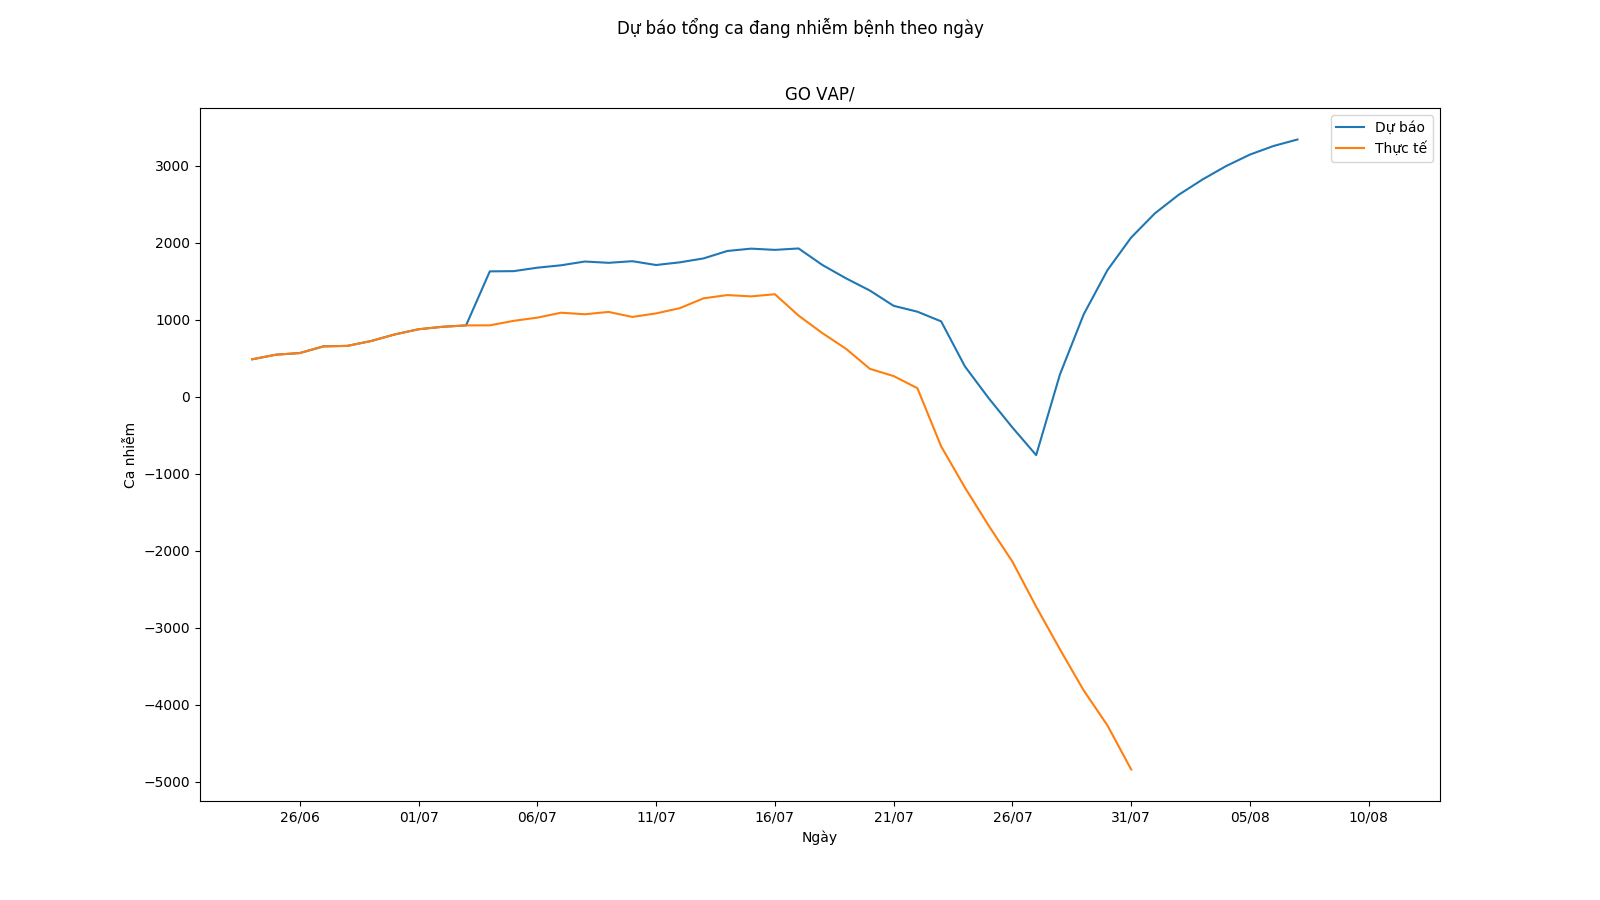 Dự báo tổng ca đang nhiễm bệnh theo ngày
GO VAP/
Dự báo
Thực tế
3000
2000
1000
0
−1000
−2000
−3000
−4000
−5000
Ca nhiễm
26/06 01/07 06/07 11/07 16/07 21/07 26/07 31/07 05/08 10/08
Ngày